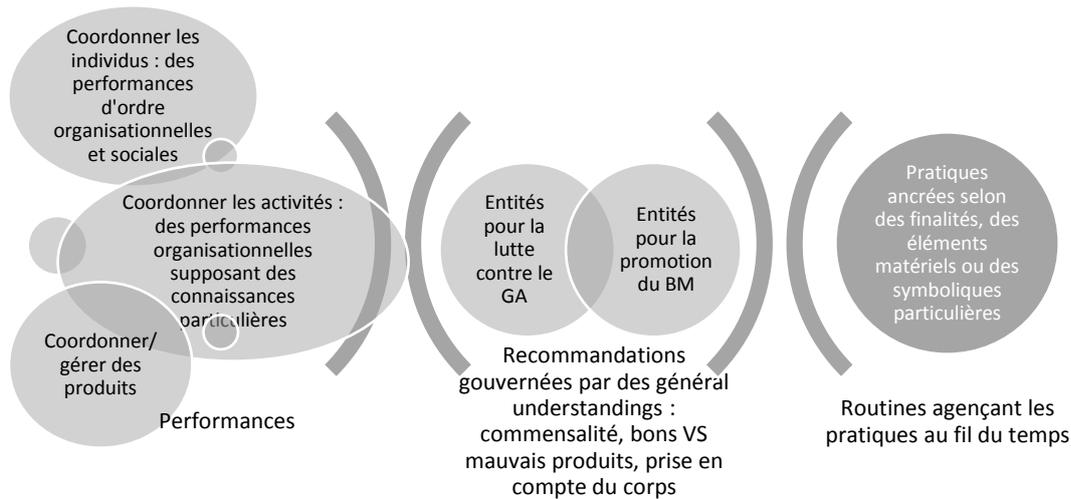 Coordonner les
individus : des
performances
d'ordre
organisationnelles
et sociales
Coordonner les activités :
des performances
organisationnelles
supposant des
connaissances
particulières
Coordonner/
gérer des
produits
Performances
Entités
pour la
lutte
contre le
GA
Entités
pour la
promotion
du BM
Recommandations
gouvernées par des général
understandings :
commensalité, bons VS
mauvais produits, prise en
compte du corps
Pratiques
ancrées selon
des finalités, des
éléments
matériels ou des
symboliques
particulières
Routines agençant les
pratiques au fil du temps